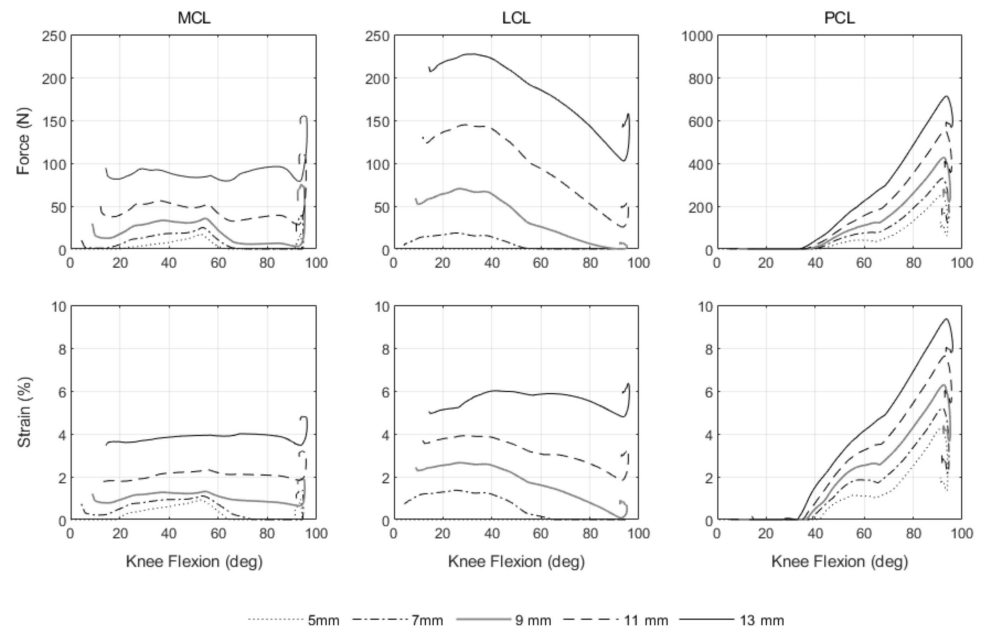 MCL LCL PCL
Force (N)
250 250 1000
200 200 800
150 150 600
100 100 400
50 50 200
0 0 0
0 20 40 60 80 100 0 20 40 60 80 100 0 20 40 60 80 100
Strain (%)
10 10 10
8 8 8
6 6 6
4 4 4
2 2 2
0 0 0
0 20 40 60 80 100 0 20 40 60 80 100 0 20 40 60 80 100
Knee Flexion (deg) Knee Flexion (deg) Knee Flexion (deg)
5mm 7mm 9 mm 11 mm 13 mm